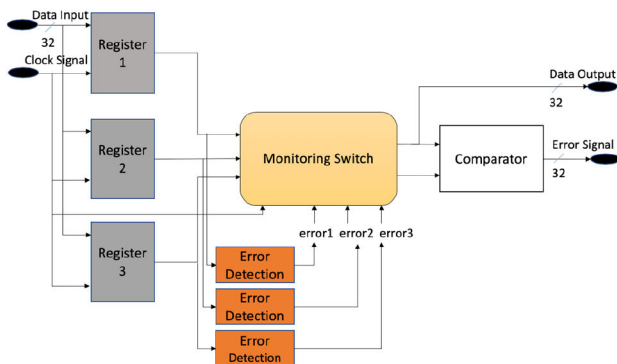 Data Input
32
Clock Signal
Register
1
Register
2
Register
3
Monitoring Switch
Data Output
32
Comparator
Error Signal
32
error1
error2
error3
Error
Detection
Error
Detection
Error
Detection